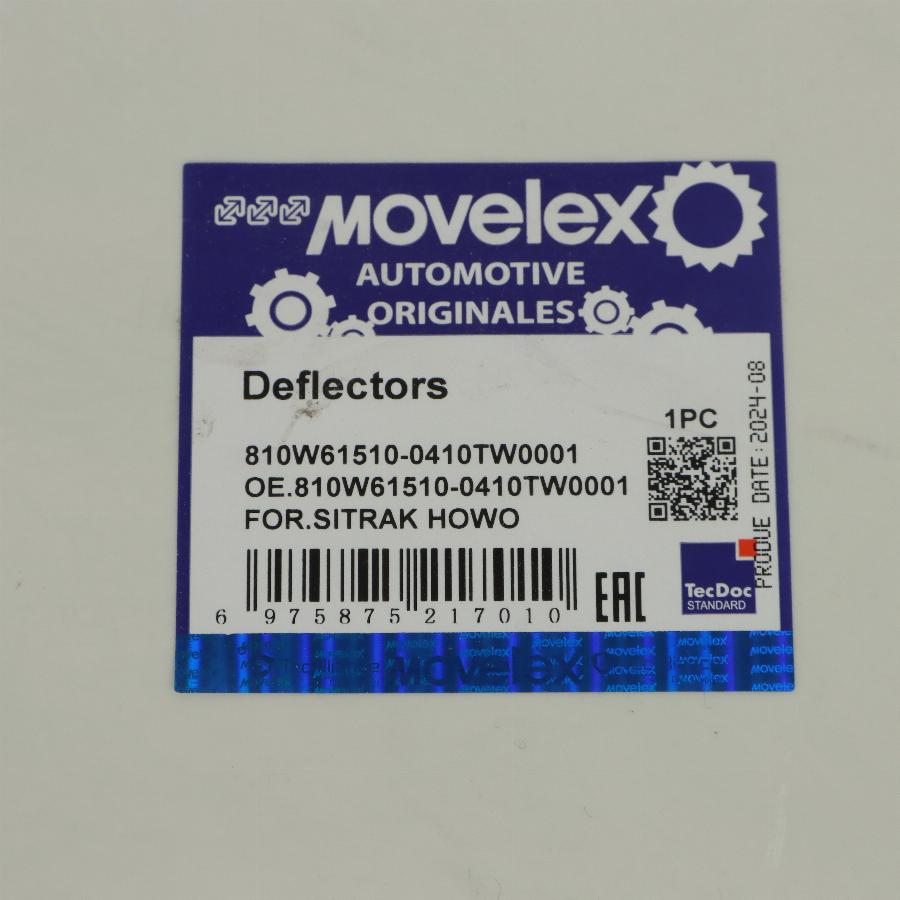 movelex
AUTOMOTIVE
ORIGINALES
Deflectors
1PC
810W61510-0410TW0001
OE.810W61510-0410TW0001
FOR.SITRAK HOWO
PRODUE DATE:2024-08
6 975875 217010
EAC
TecDoc
STANDARD
movelex